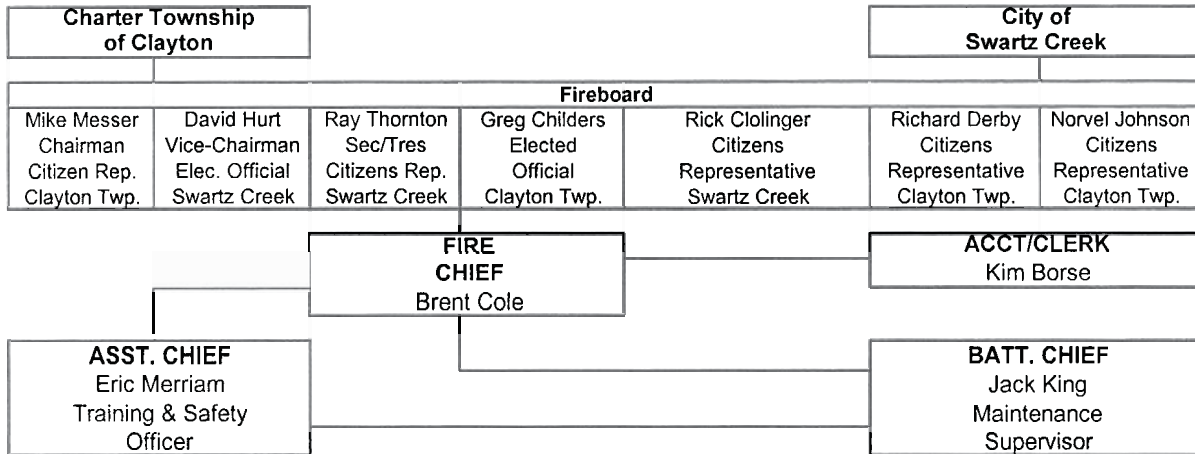 Charter Township
of Clayton
City of
Swartz Creek
Fireboard
Mike Messer
Chairman
Citizen Rep.
Clayton Twp.
David Hurt
Vice-Chairman
Elec. Official
Swartz Creek
Ray Thornton
Sec/Tres
Citizens Rep.
Swartz Creek
Greg Childers
Elected
Official
Clayton Twp.
Rick Clolinger
Citizens
Representative
Swartz Creek
Richard Derby
Citizens
Representative
Clayton Twp.
Norvel Johnson
Citizens
Representative
Clayton Twp.
FIRE
CHIEF
Brent Cole
ACCT/CLERK
Kim Borse
ASST. CHIEF
Eric Merriam
Training & Safety
Officer
BATT. CHIEF
Jack King
Maintenance
Supervisor